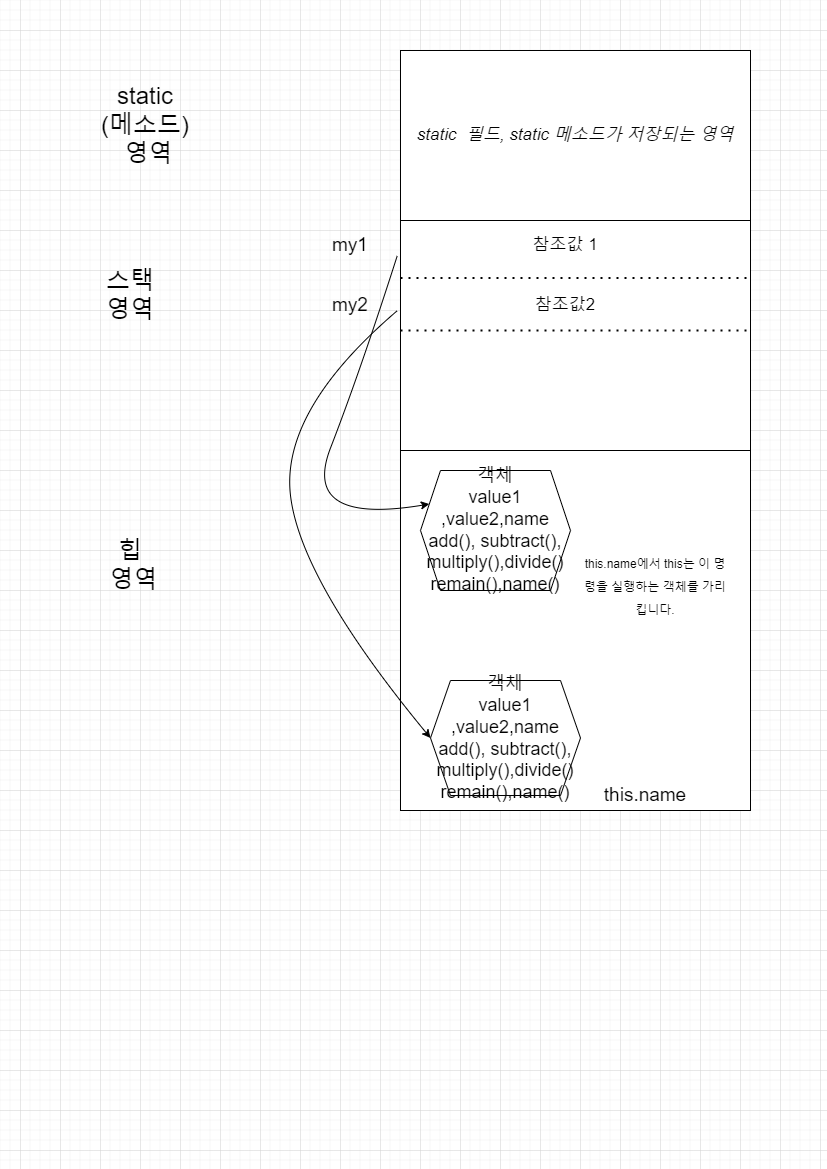 static
(메소드)
영역
static 필드, static 메소드가 저장되는 영역
my1
참조값 1
스택
영역
my2
참조값2
객체
value1
,value2,name
add(), subtract(),
multiply(),divide()
remain(),name()
힙
영역
this.name에서 this는 이 명
령을 실행하는 객체를 가리
킵니다.
객체
value1
,value2,name
add(), subtract(),
multiply(),divide()
remain(),name()
this.name